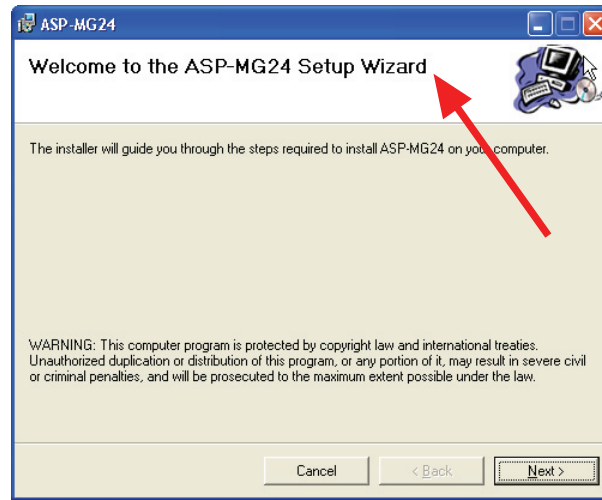 ASP-MG24
Welcome to the ASP-MG24 Setup Wizard
The installer will guide you through the steps required to install ASP-MG24 on your computer.
WARNING: This computer program is protected by copyright law and international treaties.
Unauthorized duplication or distribution of this program, or any portion of it, may result in severe civil
or criminal penalties, and will be prosecuted to the maximum extent possible under the law.
Cancel
< Back
Next >